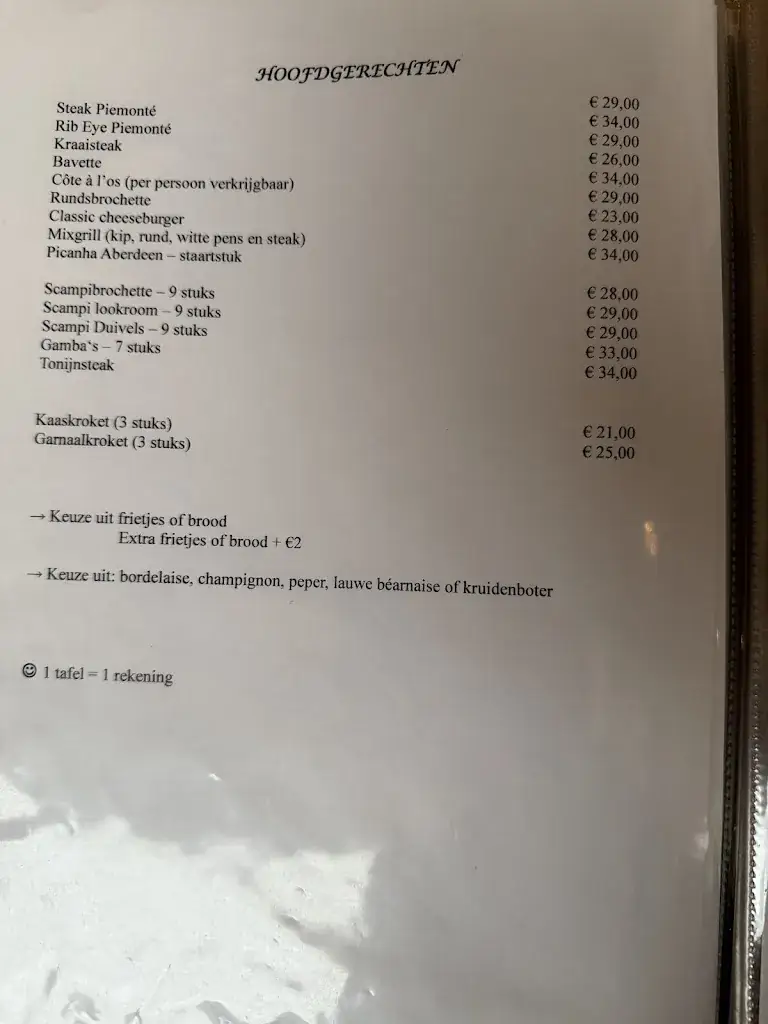 HOOFDGERECHTEN
Steak Piemonté € 29,00
Rib Eye Piemonté € 34,00
Kraaisteak € 29,00
Bavette € 26,00
Côte à l'os (per persoon verkrijgbaar) € 34,00
Rundsbrochette € 29,00
Classic cheeseburger € 23,00
Mixgrill (kip, rund, witte pens en steak) € 28,00
Picanha Aberdeen – staartstuk € 34,00
Scampibrochette – 9 stuks € 28,00
Scampi lookroom – 9 stuks € 29,00
Scampi Duivels – 9 stuks € 29,00
Gamba‘s – 7 stuks € 33,00
Tonijnsteak € 34,00
Kaaskroket (3 stuks) € 21,00
Garnaalkroket (3 stuks) € 25,00
→ Keuze uit frietjes of brood
Extra frietjes of brood + €2
→ Keuze uit: bordelaise, champignon, peper, lauwe béarnaise of kruidenboter
☺ 1 tafel = 1 rekening